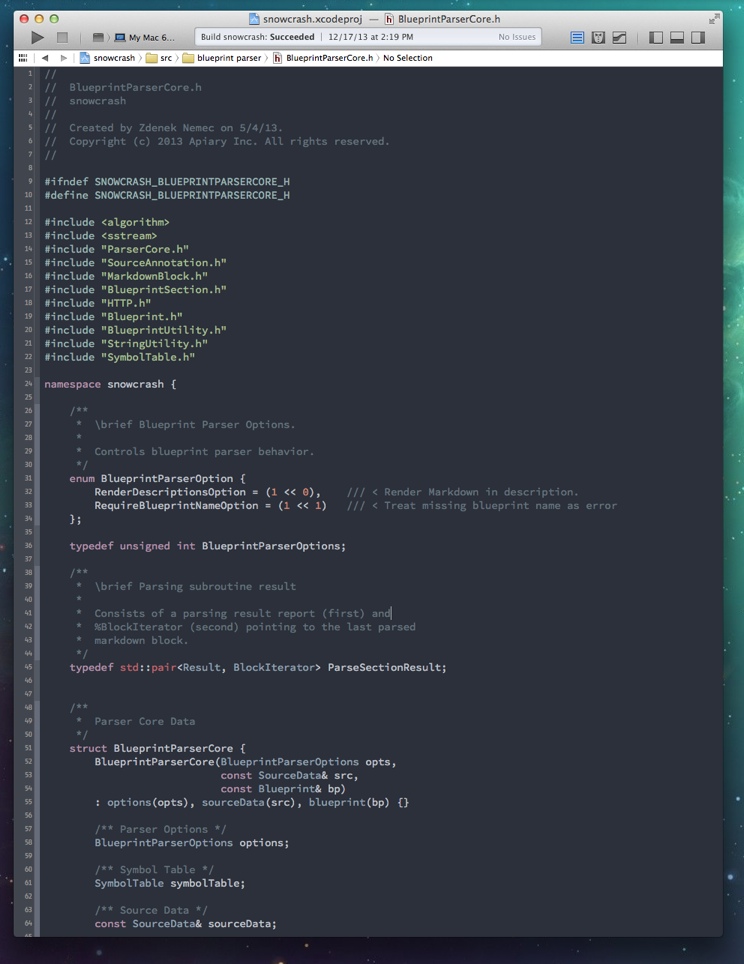 snowcrash.xcodeproj — BlueprintParserCore.h
My Mac 6... Build snowcrash: Succeeded | 12/17/13 at 2:19 PM No Issues
snowcrash 〉 src 〉 blueprint parser 〉 h BlueprintParserCore.h 〉 No Selection
1 //
2 //  BlueprintParserCore.h
3 //  snowcrash
4 //
5 //  Created by Zdenek Nemec on 5/4/13.
6 //  Copyright (c) 2013 Apiary Inc. All rights reserved.
7 //
8
9 #ifndef SNOWCRASH_BLUEPRINTPARSERCORE_H
10 #define SNOWCRASH_BLUEPRINTPARSERCORE_H
11
12 #include <algorithm>
13 #include <sstream>
14 #include "ParserCore.h"
15 #include "SourceAnnotation.h"
16 #include "MarkdownBlock.h"
17 #include "BlueprintSection.h"
18 #include "HTTP.h"
19 #include "Blueprint.h"
20 #include "BlueprintUtility.h"
21 #include "StringUtility.h"
22 #include "SymbolTable.h"
23
24 namespace snowcrash {
25
26     /**
27      *  \brief Blueprint Parser Options.
28      *
29      *  Controls blueprint parser behavior.
30      */
31     enum BlueprintParserOption {
32         RenderDescriptionsOption = (1 << 0),    /// < Render Markdown in description.
33         RequireBlueprintNameOption = (1 << 1)   /// < Treat missing blueprint name as error
34     };
35
36     typedef unsigned int BlueprintParserOptions;
37
38     /**
39      *  \brief Parsing subroutine result
40      *
41      *  Consists of a parsing result report (first) and
42      *  %BlockIterator (second) pointing to the last parsed
43      *  markdown block.
44      */
45     typedef std::pair<Result, BlockIterator> ParseSectionResult;
46
47
48     /**
49      *  Parser Core Data
50      */
51     struct BlueprintParserCore {
52         BlueprintParserCore(BlueprintParserOptions opts,
53                             const SourceData& src,
54                             const Blueprint& bp)
55         : options(opts), sourceData(src), blueprint(bp) {}
56
57         /** Parser Options */
58         BlueprintParserOptions options;
59
60         /** Symbol Table */
61         SymbolTable symbolTable;
62
63         /** Source Data */
64         const SourceData& sourceData;